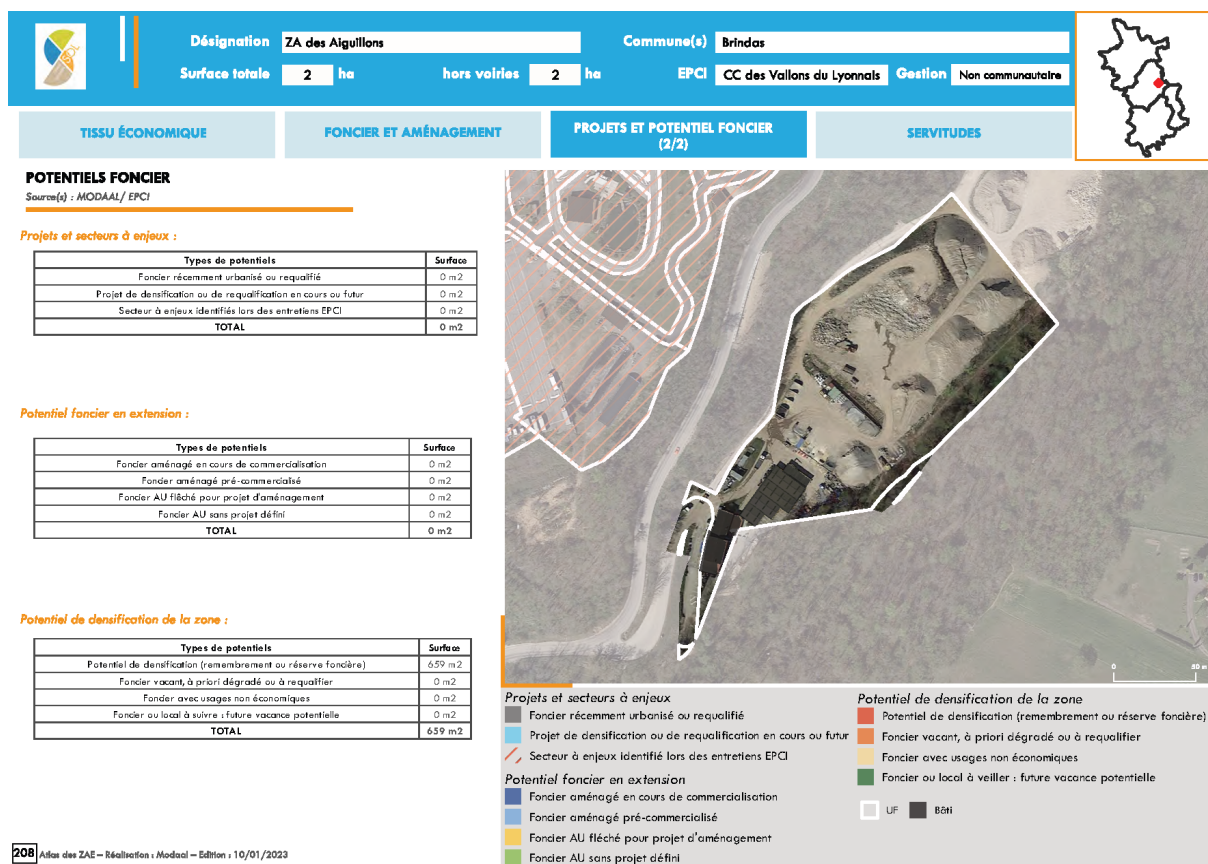 Désignation ZA des Aiguillons Commune(s) Brindas
Surface totale 2 ha hors voiries 2 ha EPCI CC des Vallons du Lyonnais Gestion Non communautaire
TISSU ÉCONOMIQUE
FONCIER ET AMÉNAGEMENT
PROJETS ET POTENTIEL FONCIER
(2/2)
SERVITUDES
POTENTIELS FONCIER
Source(s) : MODAAL/ EPCI
Projets et secteurs à enjeux :
Types de potentiels Surface
Foncier récemment urbanisé ou requalifié 0 m2
Projet de densification ou de requalification en cours ou futur 0 m2
Secteur à enjeux identifiés lors des entretiens EPCI 0 m2
TOTAL 0 m2
Potentiel foncier en extension :
Types de potentiels Surface
Foncier aménagé en cours de commercialisation 0 m2
Foncier aménagé pré-commercialisé 0 m2
Foncier AU flêché pour projet d'aménagement 0 m2
Foncier AU sans projet défini 0 m2
TOTAL 0 m2
Potentiel de densification de la zone :
Types de potentiels Surface
Potentiel de densification (remembrement ou réserve foncière) 659 m2
Foncier vacant, à priori dégradé ou à requalifier 0 m2
Foncier avec usages non économiques 0 m2
Foncier ou local à suivre : future vacance potentielle 0 m2
TOTAL 659 m2
0 50 m
Projets et secteurs à enjeux
Foncier récemment urbanisé ou requalifié
Projet de densification ou de requalification en cours ou futur
Secteur à enjeux identifié lors des entretiens EPCI
Potentiel foncier en extension
Foncier aménagé en cours de commercialisation
Foncier aménagé pré-commercialisé
Foncier AU fléché pour projet d'aménagement
Foncier AU sans projet défini
Potentiel de densification de la zone
Potentiel de densification (remembrement ou réserve foncière)
Foncier vacant, à priori dégradé ou à requalifier
Foncier avec usages non économiques
Foncier ou local à veiller : future vacance potentielle
UF Bâti
208 Atlas des ZAE – Réalisation : Modaal – Edition : 10/01/2023